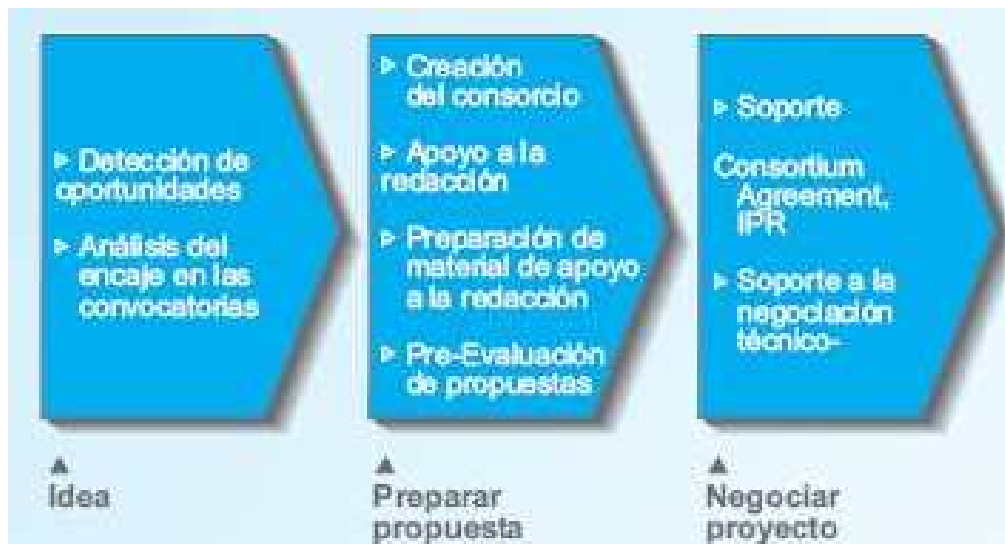 ▹ Detección de
oportunidades
▹ Análisis del
encaje en las
convocatorias
▲
Idea
▹ Creación
del consorcio
▹ Apoyo a la
redacción
▹ Preparación de
material de apoyo
a la redacción
▹ Pre-Evaluación
de propuestas
▲
Preparar
propuesta
▹ Soporte
Consortium
Agreement,
IPR
▹ Soporte a la
negociación
técnico-
▲
Negociar
proyecto